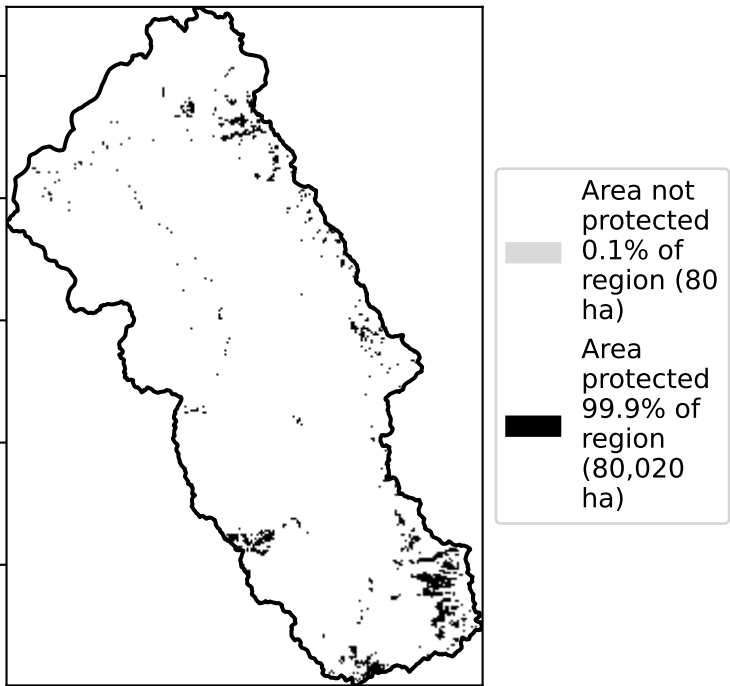 Area not
protected
0.1% of
region (80
ha)
Area
protected
99.9% of
region
(80,020
ha)